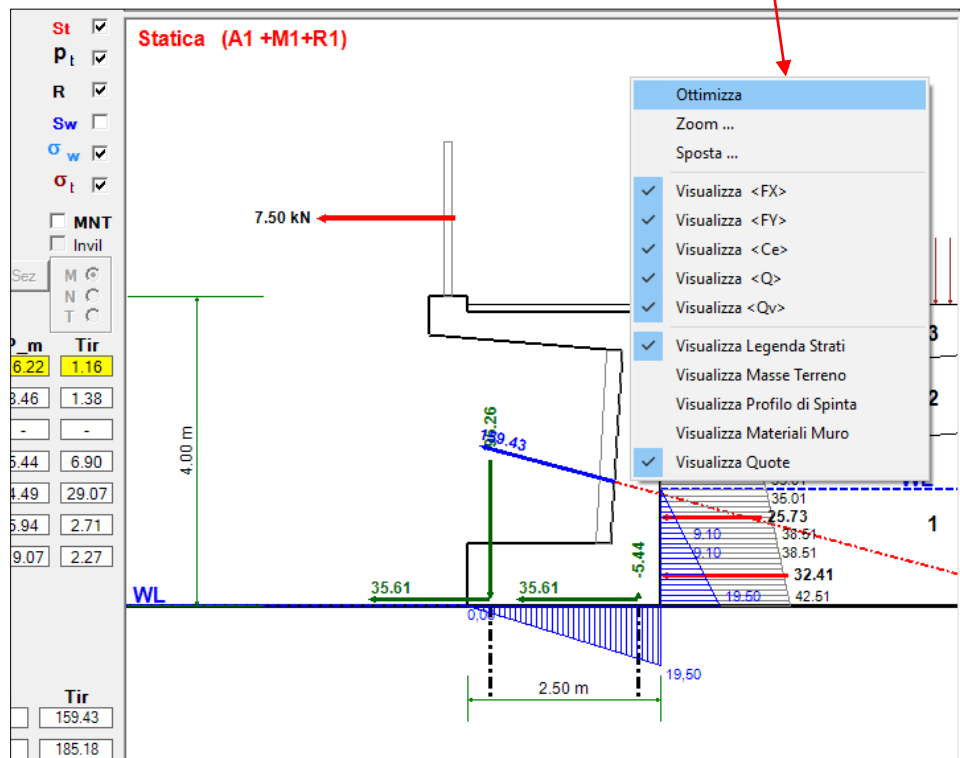 St
Pt
R
Sw
σw
σt
MNT
Invil
Sez
M
N
T
P_m Tir
6.22 1.16
3.46 1.38
- -
5.44 6.90
4.49 29.07
5.94 2.71
9.07 2.27
Tir
159.43
185.18
Statica (A1 +M1+R1)
7.50 kN
4.00 m
159.43
35.61
35.61
-5.44
WL
0,00
19,50
2.50 m
Ottimizza
Zoom ...
Sposta ...
Visualizza <FX>
Visualizza <FY>
Visualizza <Ce>
Visualizza <Q>
Visualizza <Qv>
Visualizza Legenda Strati
Visualizza Masse Terreno
Visualizza Profilo di Spinta
Visualizza Materiali Muro
Visualizza Quote
3
2
WL
35.01
25.73
1
9.10
38.51
9.10
38.51
32.41
19.50
42.51